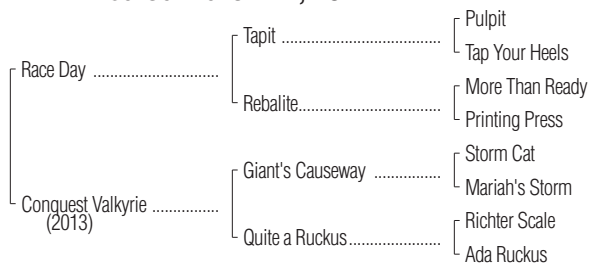 Pulpit
Tapit ........................................
Tap Your Heels
Race Day ................................
More Than Ready
Rebalite....................................
Printing Press
Storm Cat
Giant's Causeway .................
Mariah's Storm
Conquest Valkyrie .................
(2013)
Richter Scale
Quite a Ruckus.......................
Ada Ruckus